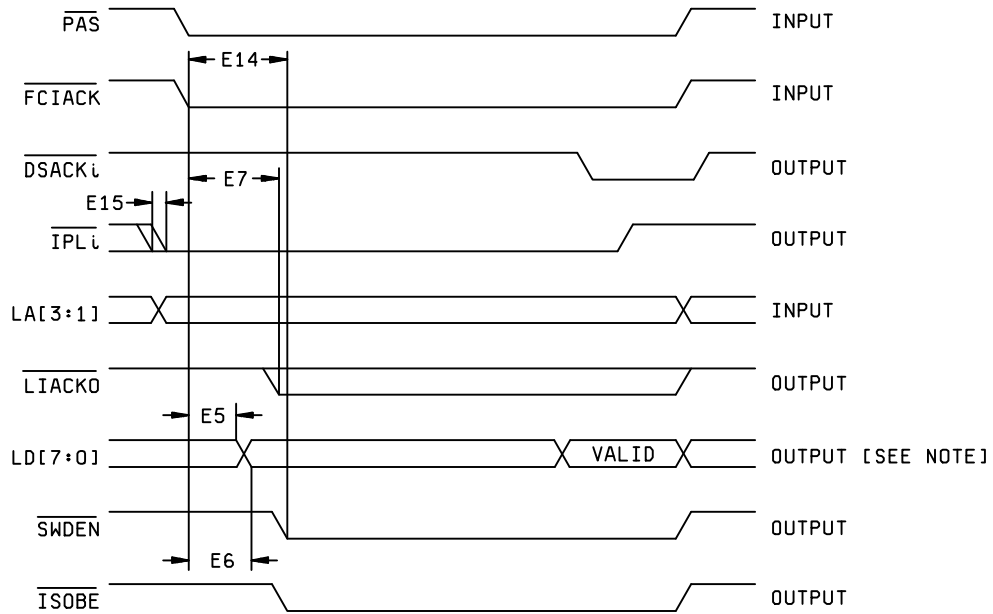 PAS INPUT
E14
FCIACK INPUT
DSACKi OUTPUT
E7
E15
IPLi OUTPUT
LA[3:1] INPUT
LIACKO OUTPUT
E5
LD[7:0] VALID OUTPUT [SEE NOTE]
SWDEN OUTPUT
E6
ISOBE OUTPUT